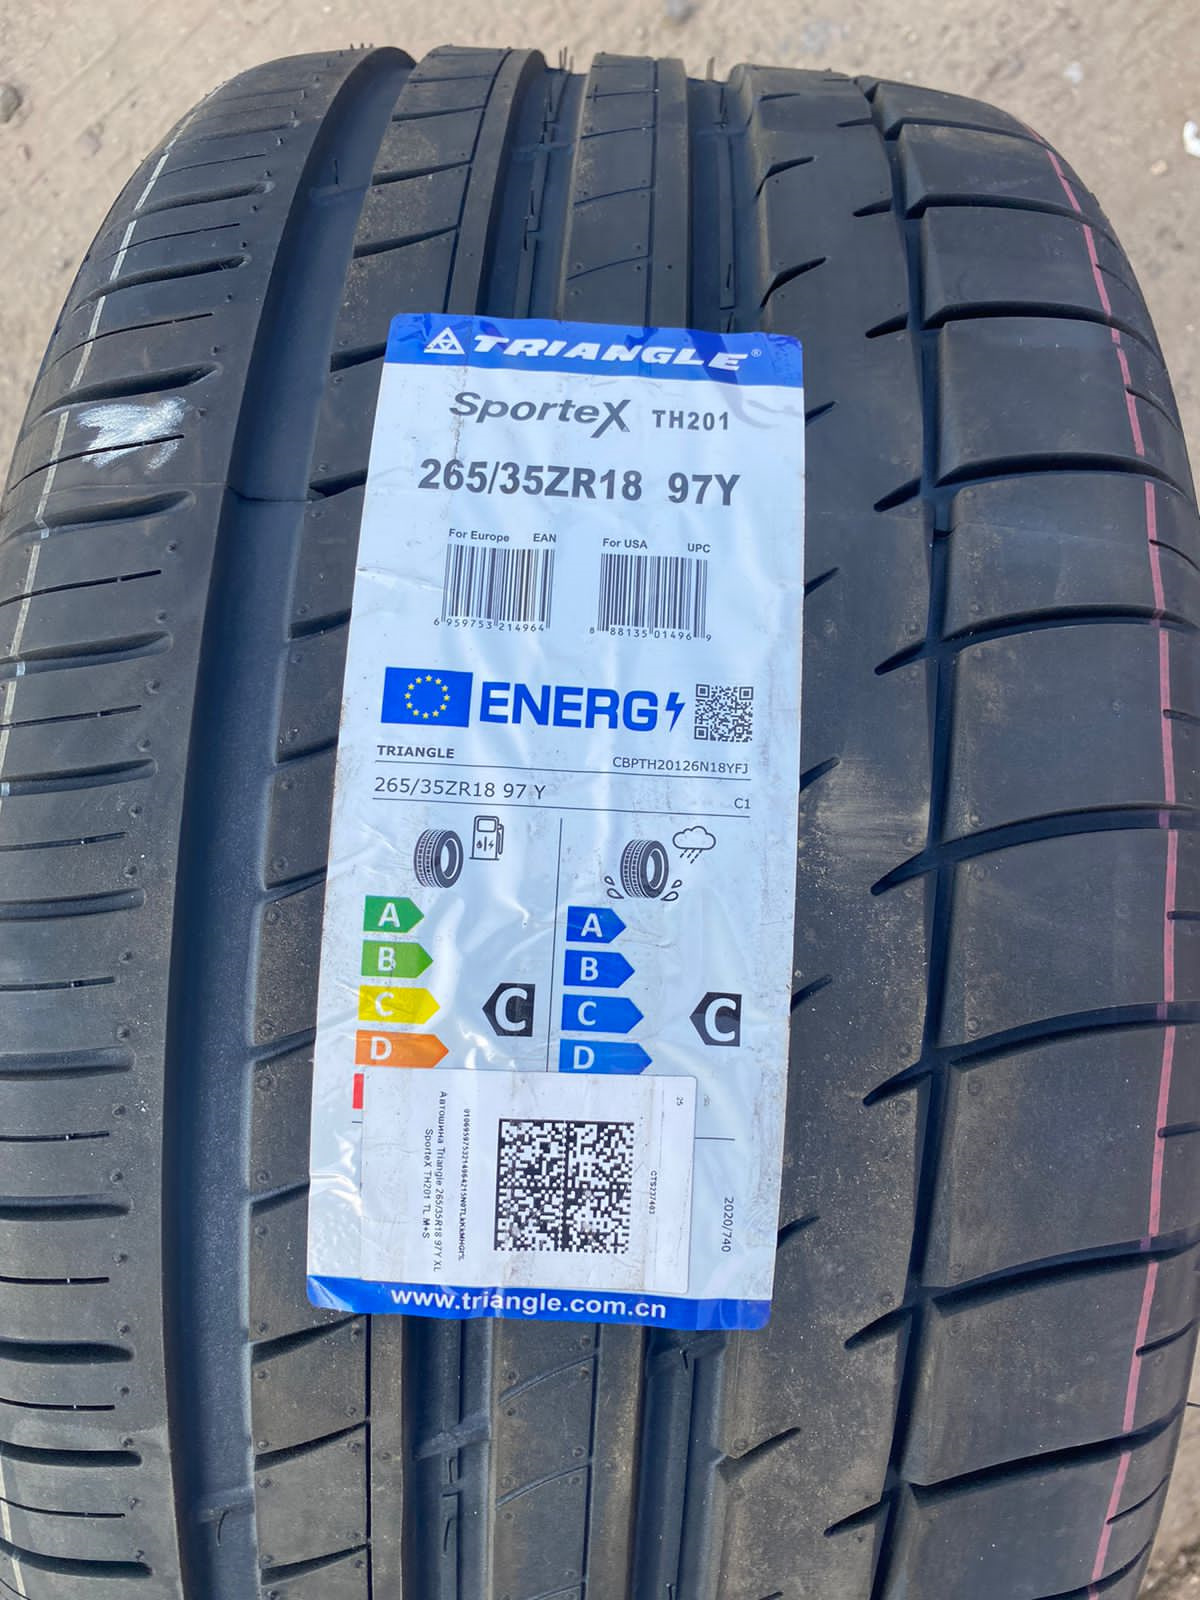 TRIANGLE®
SporteX TH201
265/35ZR18 97Y
For Europe EAN
For USA UPC
6 959753 214964
8 88135 01496 9
ENERG
TRIANGLE
CBPTH20126N18YFJ
265/35ZR18 97 Y
C1
A
B
C
D
C
A
B
C
D
C
25
CTS237483
Автошина Triangle 265/35R18 97Y XL
SporteX TH201 TL M+S
2020/740
www.triangle.com.cn